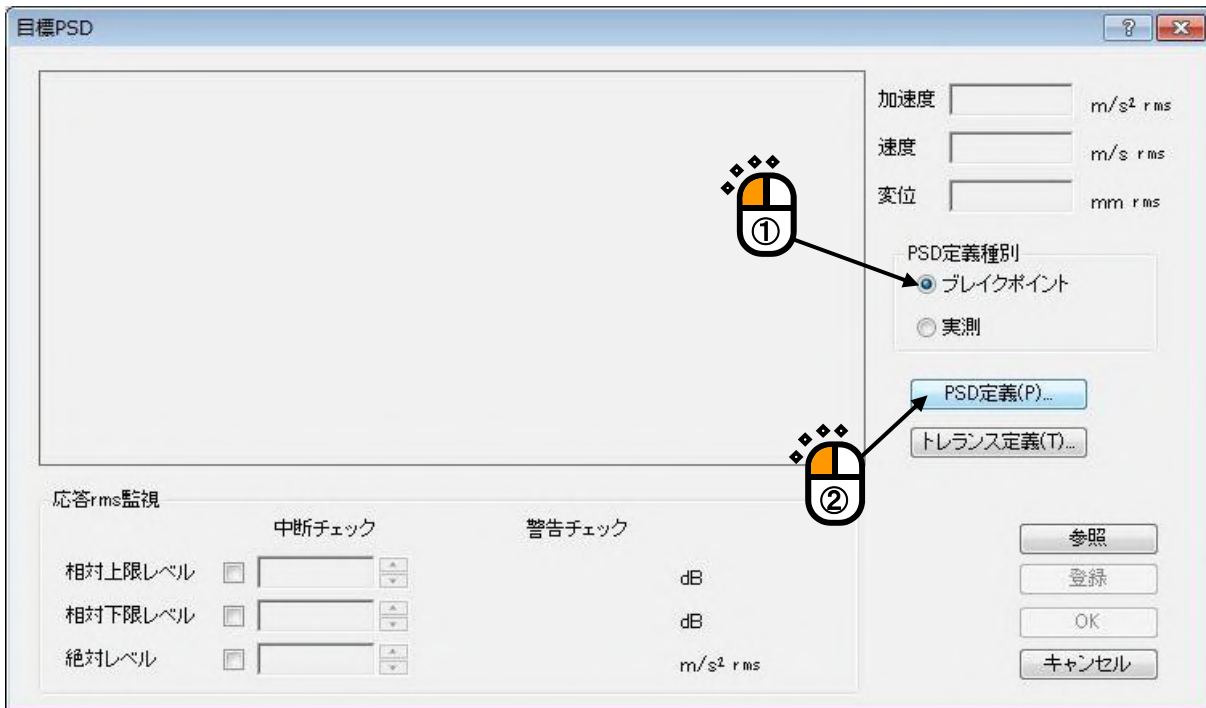 目標PSD
加速度 m/s² rms
速度 m/s rms
変位 mm rms
①
PSD定義種別
ブレイクポイント
実測
PSD定義(P)...
トレランス定義(T)...
②
応答rms監視
中断チェック 警告チェック
相対上限レベル dB
相対下限レベル dB
絶対レベル m/s² rms
参照
登録
OK
キャンセル